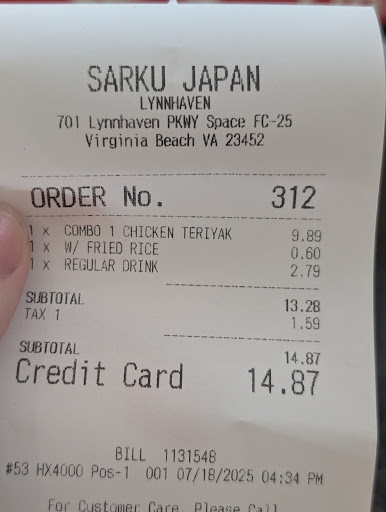 SARKU JAPAN
LYNNHAVEN
701 Lynnhaven PKWY Space FC-25
Virginia Beach VA 23452
ORDER No. 312
1 x COMBO 1 CHICKEN TERIYAK 9.89
1 x W/ FRIED RICE 0.60
1 x REGULAR DRINK 2.79
SUBTOTAL 13.28
TAX 1 1.59
SUBTOTAL 14.87
Credit Card 14.87
BILL 1131548
#53 HX4000 Pos-1 001 07/18/2025 04:34 PM
For Customer Care, Please Call